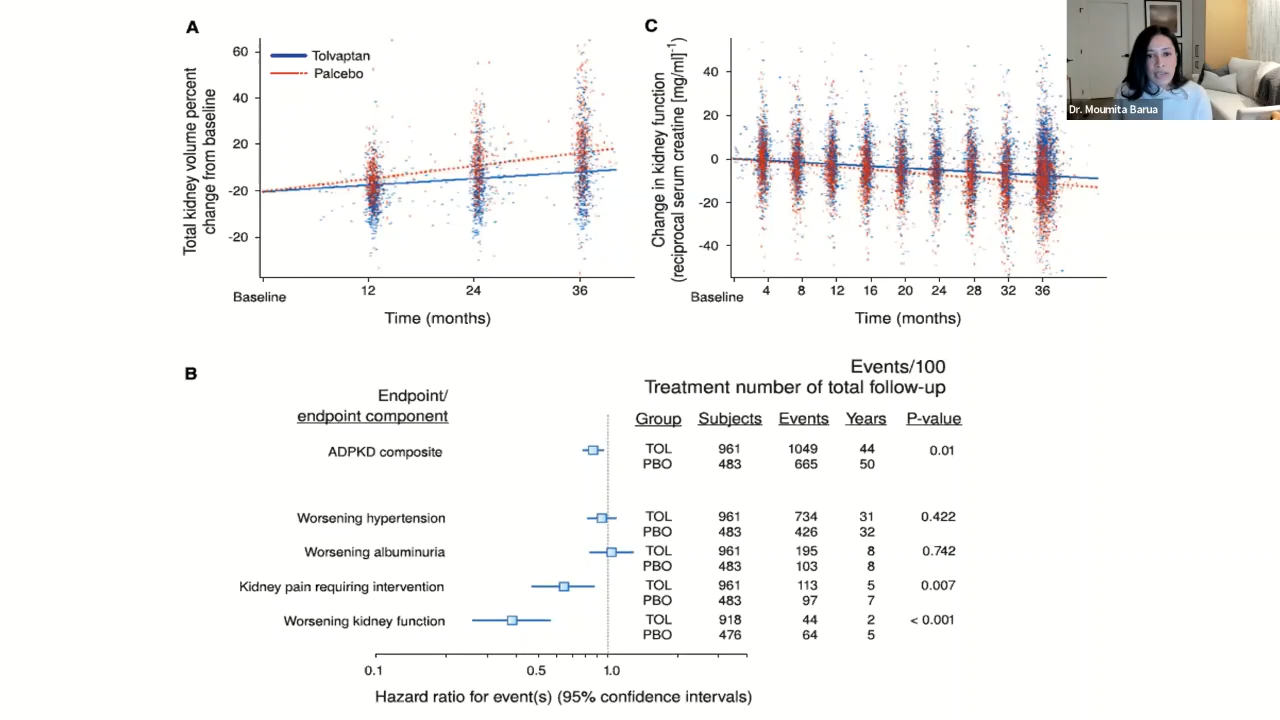 A
Total kidney volume percent
change from baseline
60
40
20
-20
-20
Tolvaptan
Palcebo
Baseline
12
24
36
Time (months)
C
Change in kidney function
(reciprocal serum creatine [mg/ml]-1)
40
20
0
-20
-40
Baseline
4
8
12
16
20
24
28
32
36
Time (months)
Dr. Moumita Barua
B
Endpoint/
endpoint component
Events/100
Treatment number of total follow-up
Group Subjects Events Years P-value
ADPKD composite TOL 961 1049 44 0.01
PBO 483 665 50
Worsening hypertension TOL 961 734 31 0.422
PBO 483 426 32
Worsening albuminuria TOL 961 195 8 0.742
PBO 483 103 8
Kidney pain requiring intervention TOL 961 113 5 0.007
PBO 483 97 7
Worsening kidney function TOL 918 44 2 < 0.001
PBO 476 64 5
0.1 0.5 1.0
Hazard ratio for event(s) (95% confidence intervals)